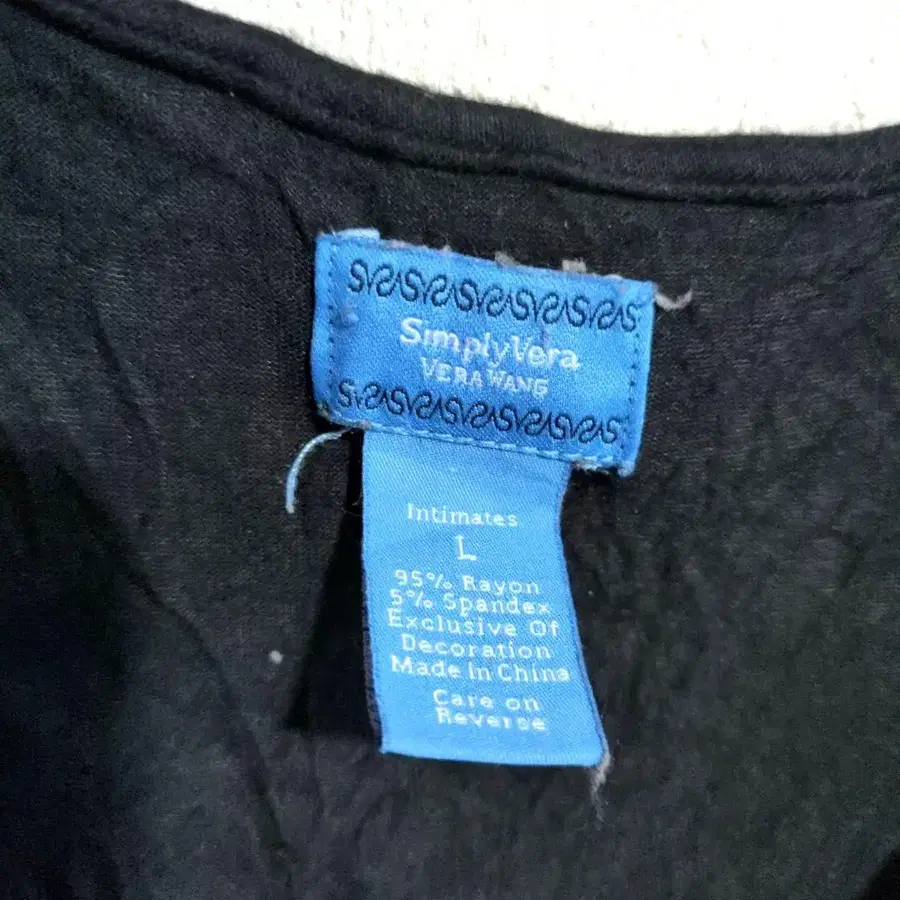 Simply Vera
VERA WANG
Intimates
L
95% Rayon
5% Spandex
Exclusive Of
Decoration
Made In China
Care on
Reverse